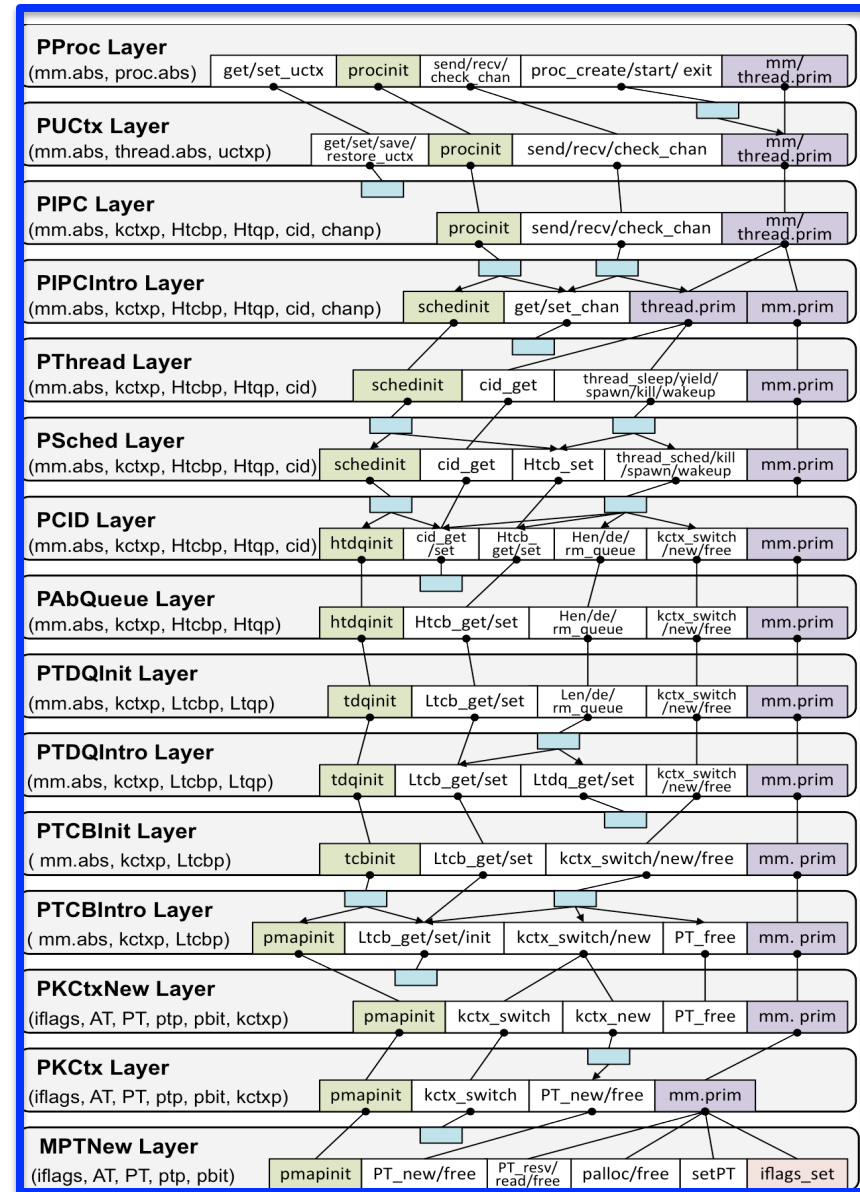 PProc Layer
(mm.abs, proc.abs)
get/set_uctx
procinit
send/recv/
check_chan
proc_create/start/ exit
mm/
thread.prim
PUCtx Layer
(mm.abs, thread.abs, uctxp)
get/set/save/
restore_uctx
procinit
send/recv/check_chan
mm/
thread.prim
PIPC Layer
(mm.abs, kctxp, Htcbp, Htqp, cid, chanp)
procinit
send/recv/check_chan
mm/
thread.prim
PIPCIntro Layer
(mm.abs, kctxp, Htcbp, Htqp, cid, chanp)
schedinit
get/set_chan
thread.prim
mm.prim
PThread Layer
(mm.abs, kctxp, Htcbp, Htqp, cid)
schedinit
cid_get
thread_sleep/yield/
spawn/kill/wakeup
mm.prim
PSched Layer
(mm.abs, kctxp, Htcbp, Htqp, cid)
schedinit
cid_get
Htcb_set
thread_sched/kill
/spawn/wakeup
mm.prim
PCID Layer
(mm.abs, kctxp, Htcbp, Htqp, cid)
htdqinit
cid_get
/set
Htcb_
get/set
Hen/de/
rm_queue
kctx_switch
/new/free
mm.prim
PAbQueue Layer
(mm.abs, kctxp, Htcbp, Htqp)
htdqinit
Htcb_get/set
Hen/de/
rm_queue
kctx_switch
/new/free
mm.prim
PTDQInit Layer
(mm.abs, kctxp, Ltcbp, Ltqp)
tdqinit
Ltcb_get/set
Len/de/
rm_queue
kctx_switch
/new/free
mm.prim
PTDQIntro Layer
(mm.abs, kctxp, Ltcbp, Ltqp)
tdqinit
Ltcb_get/set
Ltdq_get/set
kctx_switch
/new/free
mm.prim
PTCBInit Layer
( mm.abs, kctxp, Ltcbp)
tcbinit
Ltcb_get/set
kctx_switch/new/free
mm. prim
PTCBIntro Layer
( mm.abs, kctxp, Ltcbp)
pmapinit
Ltcb_get/set/init
kctx_switch/new
PT_free
mm. prim
PKCtxNew Layer
(iflags, AT, PT, ptp, pbit, kctxp)
pmapinit
kctx_switch
kctx_new
PT_free
mm. prim
PKCtx Layer
(iflags, AT, PT, ptp, pbit, kctxp)
pmapinit
kctx_switch
PT_new/free
mm.prim
MPTNew Layer
(iflags, AT, PT, ptp, pbit)
pmapinit
PT_new/free
PT_resv/
read/free
palloc/free
setPT
iflags_set